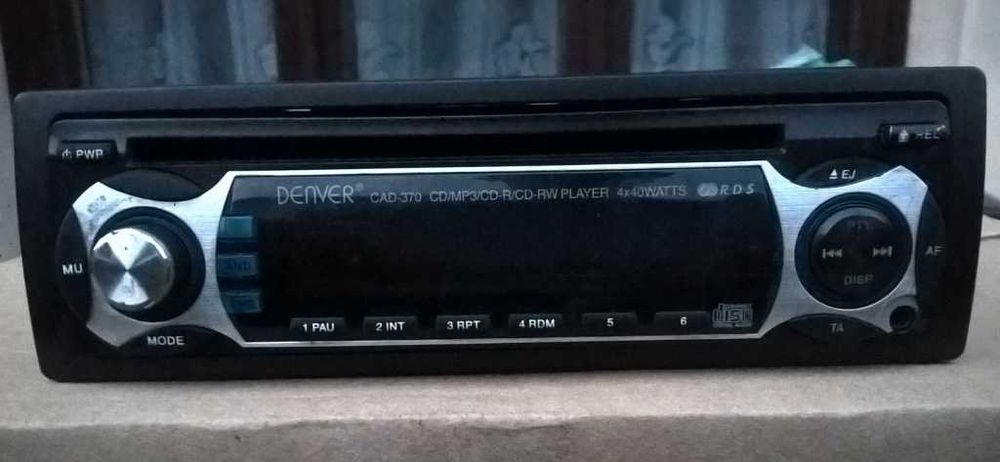 PWR
REL
DENVER CAD-370 CD/MP3/CD-R/CD-RW PLAYER 4x40WATTS RDS
EJ
MU
AF
DISP
1 PAU 2 INT 3 RPT 4 RDM 5 6
MODE
TA